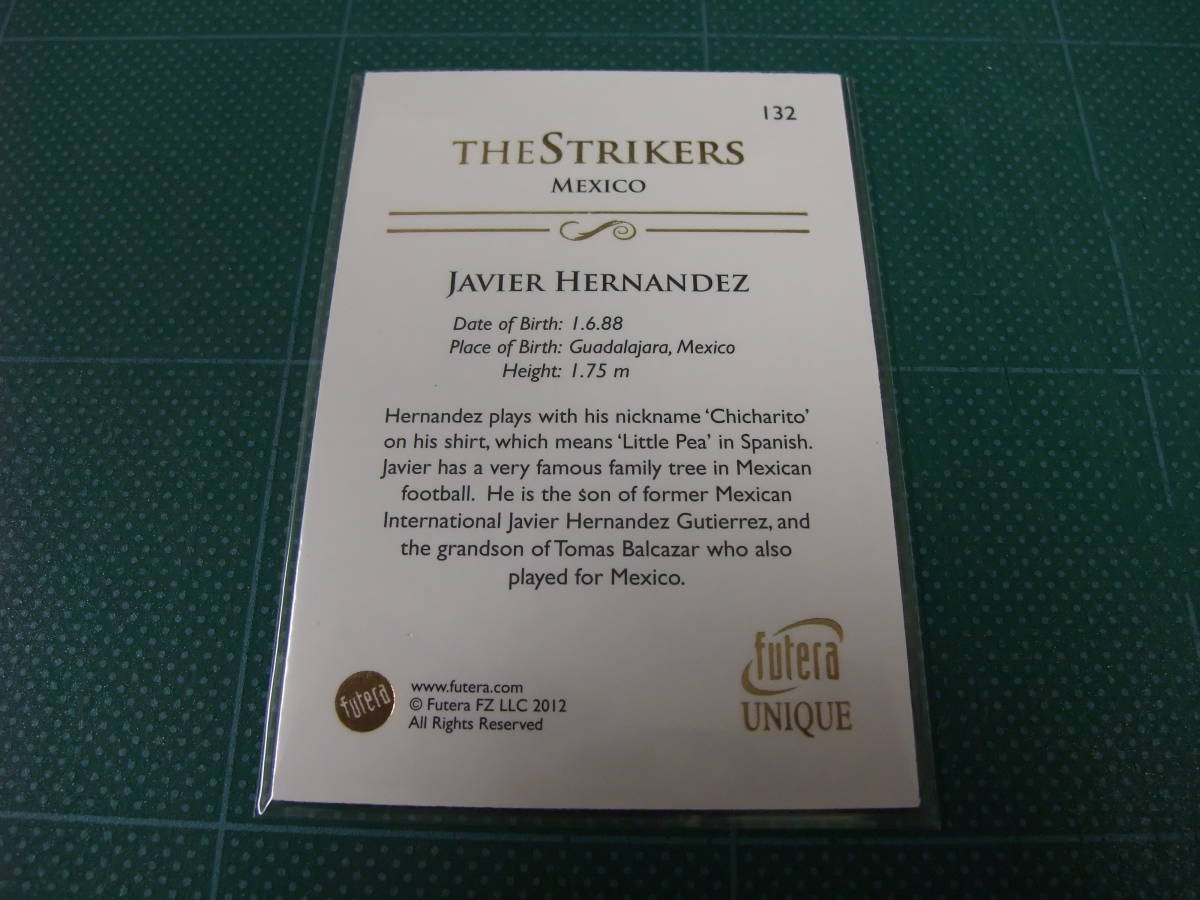 132
THE STRIKERS
MEXICO
JAVIER HERNANDEZ
Date of Birth: 1.6.88
Place of Birth: Guadalajara, Mexico
Height: 1.75 m
Hernandez plays with his nickname ‘Chicharito’
on his shirt, which means ‘Little Pea’ in Spanish.
Javier has a very famous family tree in Mexican
football. He is the son of former Mexican
International Javier Hernandez Gutierrez, and
the grandson of Tomas Balcazar who also
played for Mexico.
futera
www.futera.com
© Futera FZ LLC 2012
All Rights Reserved
futera
UNIQUE